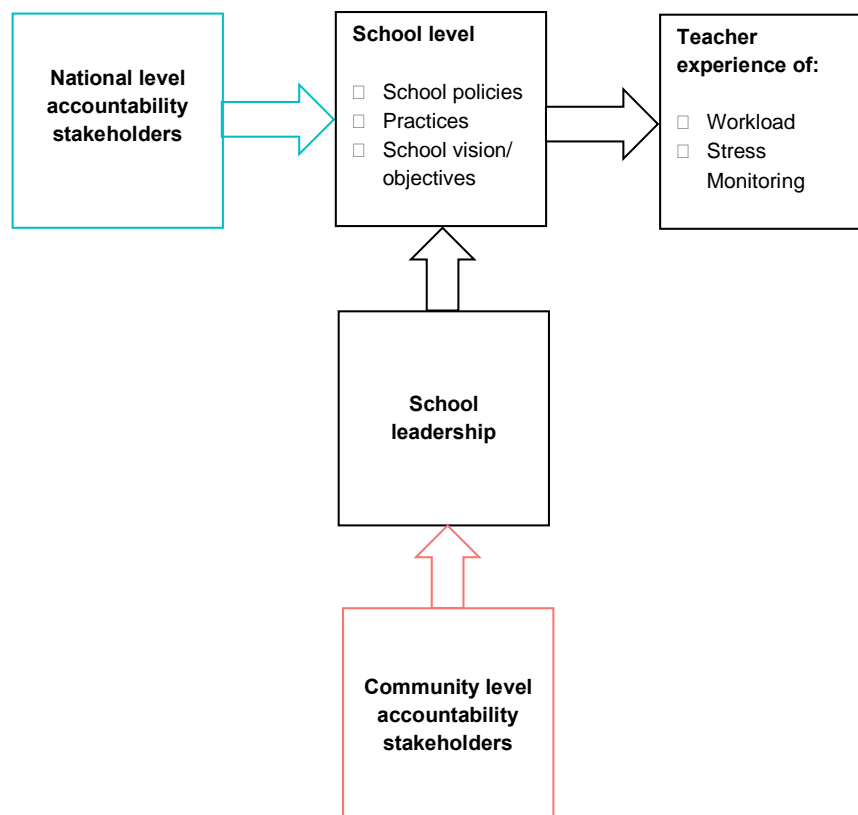 National level
accountability
stakeholders
School level
□ School policies
□ Practices
□ School vision/
objectives
Teacher
experience of:
□ Workload
□ Stress
Monitoring
School
leadership
Community level
accountability
stakeholders